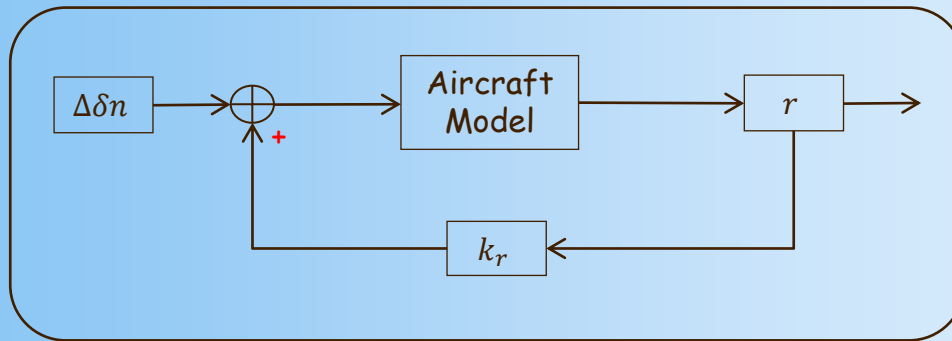 Δδn
Aircraft
Model
r
+
k_r